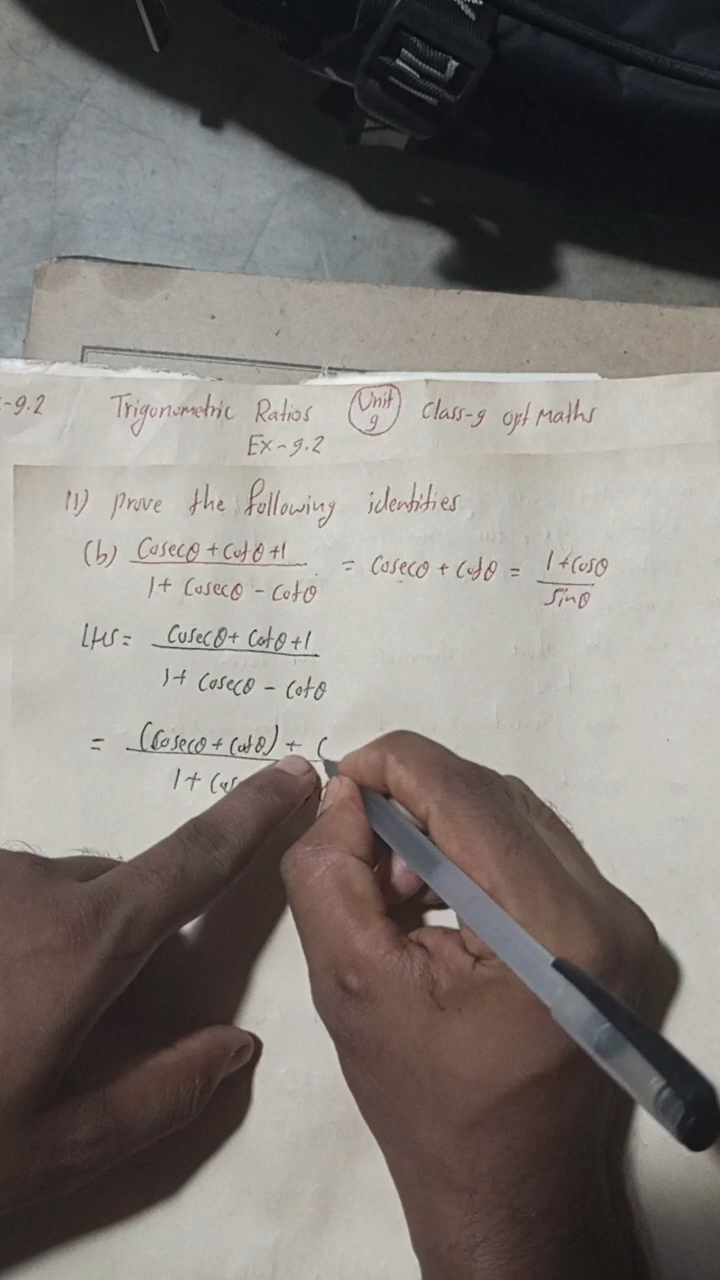 -9.2 Trigonometric Ratios Unit 9 Class-9 opt Maths
Ex-9.2
11) prove the following identities
(b) Cosecθ + Cotθ + 1 / 1 + Cosecθ - Cotθ = Cosecθ + Cotθ = 1 + Cosθ / Sinθ
LHS = Cosecθ + Cotθ + 1 / 1 + Cosecθ - Cotθ
= (Cosecθ + Cotθ) + ( / 1 + Cos